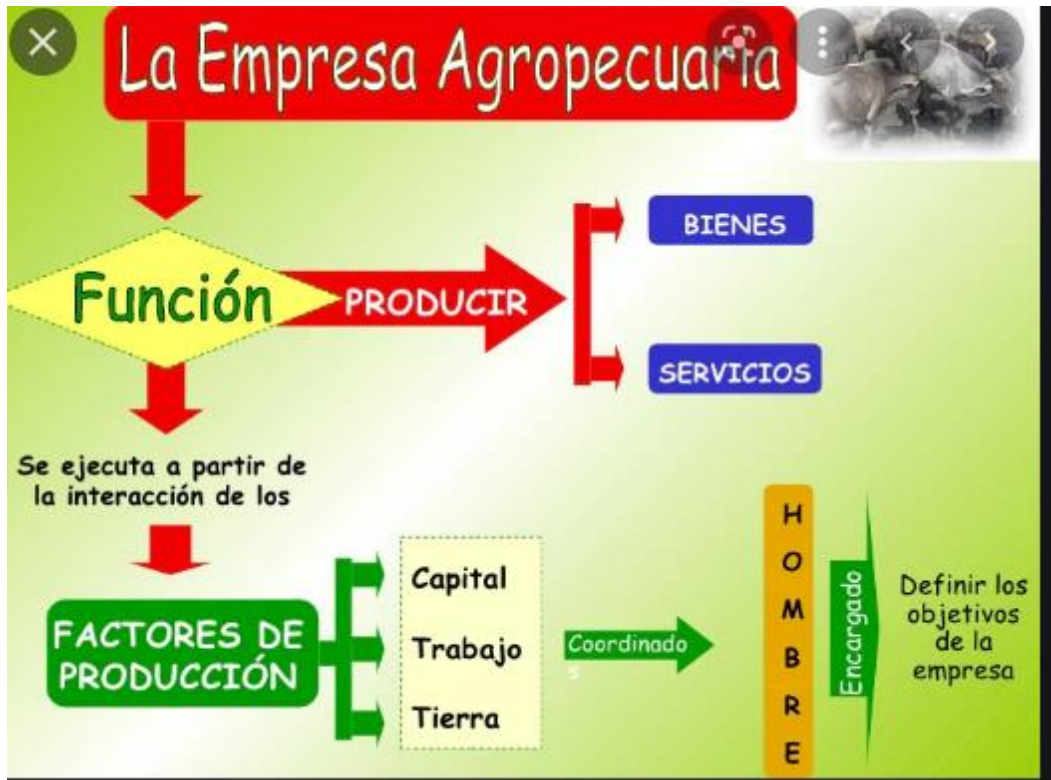 La Empresa Agropecuaria
Función
PRODUCIR
BIENES
SERVICIOS
Se ejecuta a partir de
la interacción de los
FACTORES DE
PRODUCCIÓN
Capital
Trabajo
Tierra
Coordinado
s
H
O
M
B
R
E
Encargado
Definir los
objetivos
de la
empresa